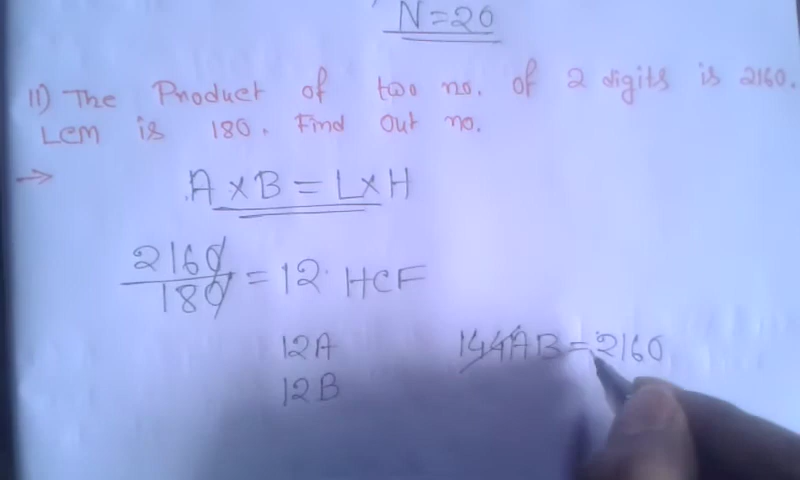 N=20
11) The Product of two no. of 2 digits is 2160.
LCM is 180. Find Out no.
→ A×B = L×H
2160/180 = 12. HCF
12A 144AB = 2160
12B